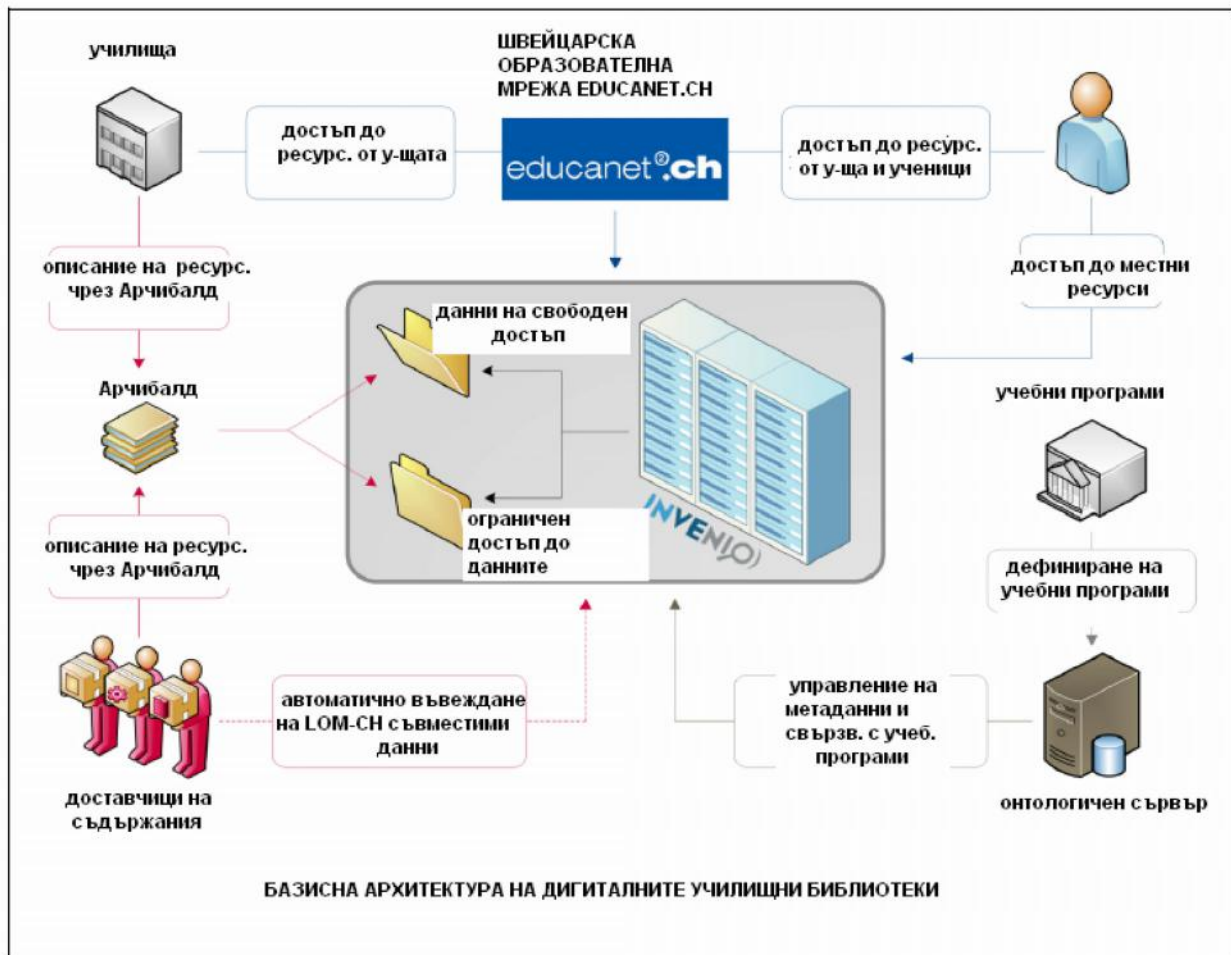 училища
ШВЕЙЦАРСКА
ОБРАЗОВАТЕЛНА
МРЕЖА EDUCANET.CH
достъп до
ресурс. от у-щата
educanet².ch
достъп до ресурс.
от у-ща и ученици
описание на ресурс.
чрез Арчибалд
данни на свободен
достъп
достъп до местни
ресурси
Арчибалд
учебни програми
INVENIO
ограничен
достъп до
данните
описание на ресурс.
чрез Арчибалд
дефиниране на
учебни програми
автоматично въвеждане
на LOM-CH съвместими
данни
управление на
метаданни и
свързв. с учеб.
програми
доставчици на
съдържания
онтологичен сървър
БАЗИСНА АРХИТЕКТУРА НА ДИГИТАЛНИТЕ УЧИЛИЩНИ БИБЛИОТЕКИ